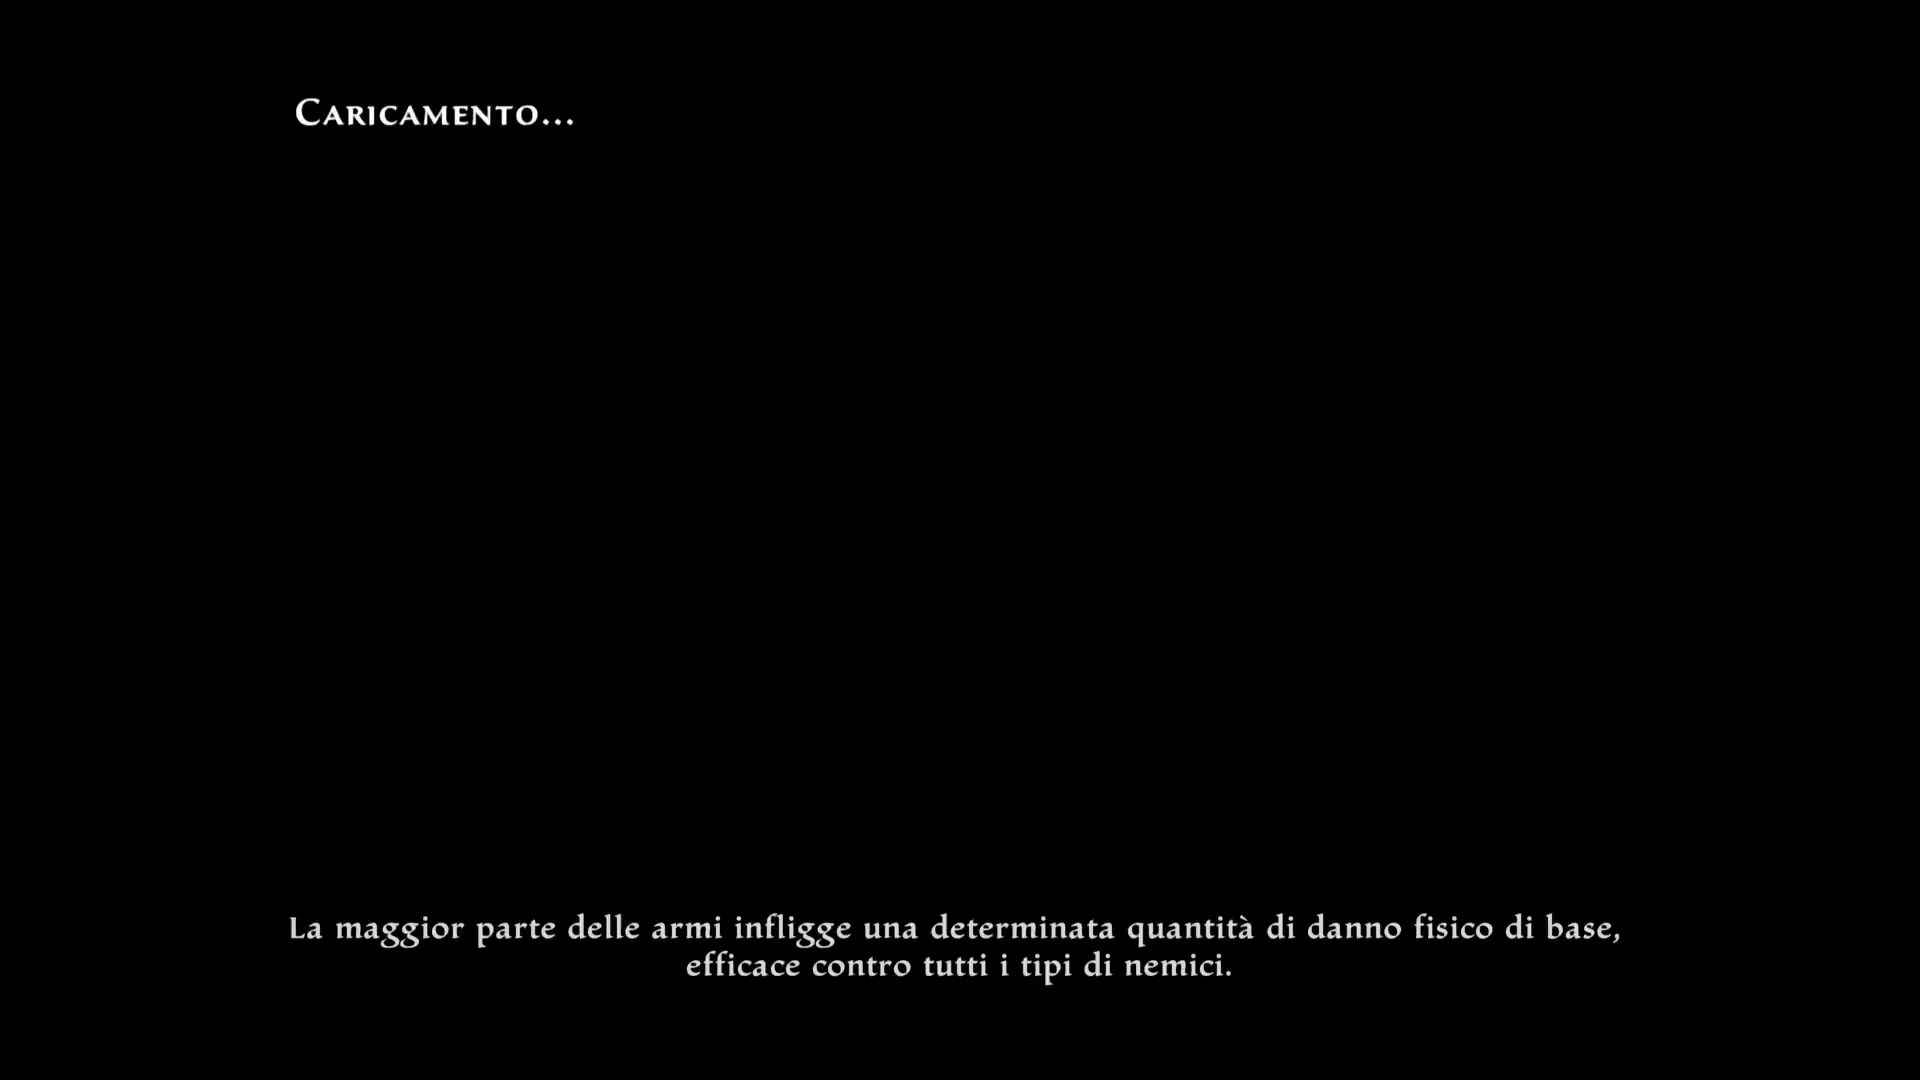 Caricamento...
La maggior parte delle armi infligge una determinata quantità di danno fisico di base,
efficace contro tutti i tipi di nemici.